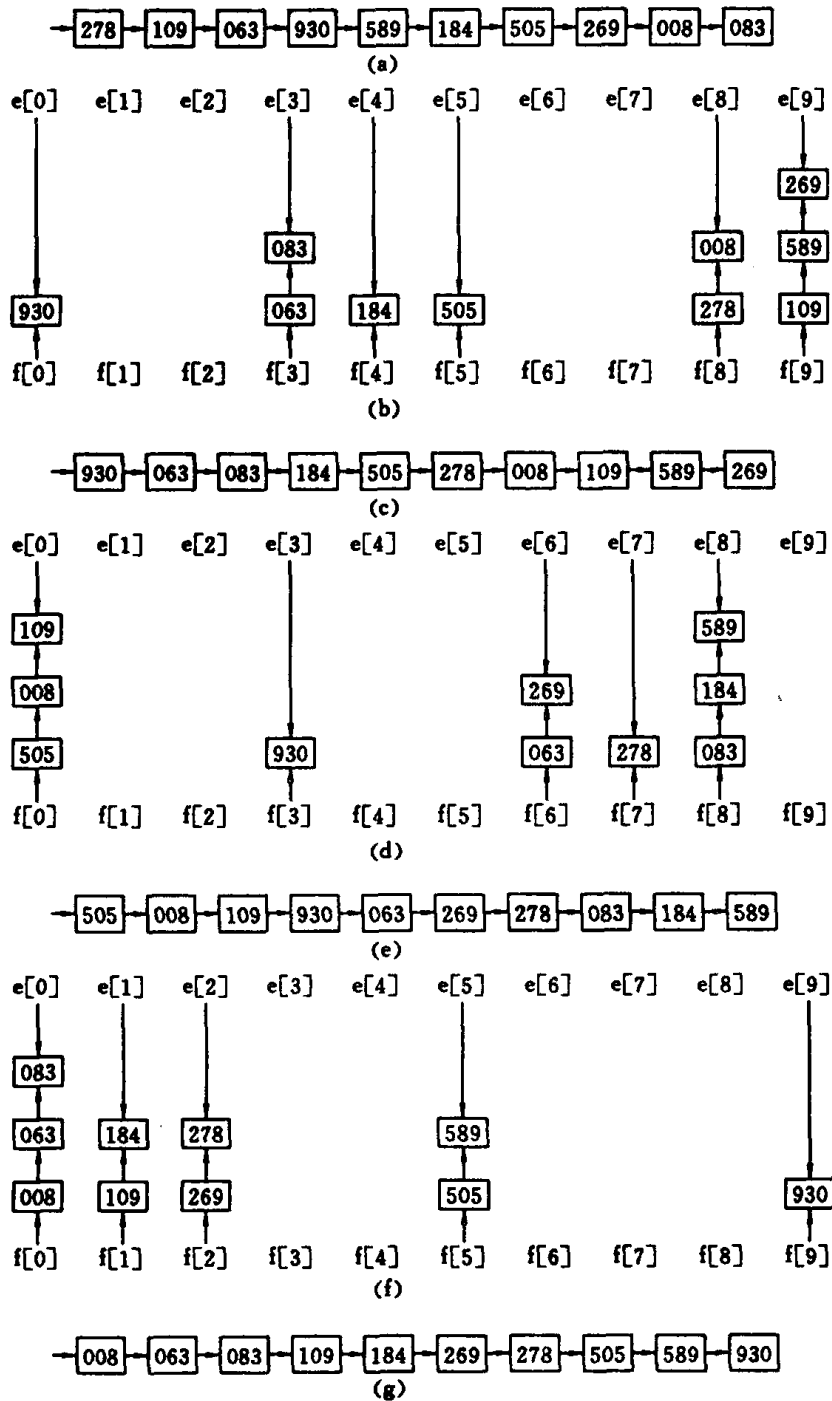 278 109 063 930 589 184 505 269 008 083
(a)
e[0] e[1] e[2] e[3] e[4] e[5] e[6] e[7] e[8] e[9]
269
083 008 589
930 063 184 505 278 109
f[0] f[1] f[2] f[3] f[4] f[5] f[6] f[7] f[8] f[9]
(b)
930 063 083 184 505 278 008 109 589 269
(c)
e[0] e[1] e[2] e[3] e[4] e[5] e[6] e[7] e[8] e[9]
109 589
008 269 184
505 930 063 278 083
f[0] f[1] f[2] f[3] f[4] f[5] f[6] f[7] f[8] f[9]
(d)
505 008 109 930 063 269 278 083 184 589
(e)
e[0] e[1] e[2] e[3] e[4] e[5] e[6] e[7] e[8] e[9]
083
063 184 278 589
008 109 269 505 930
f[0] f[1] f[2] f[3] f[4] f[5] f[6] f[7] f[8] f[9]
(f)
008 063 083 109 184 269 278 505 589 930
(g)